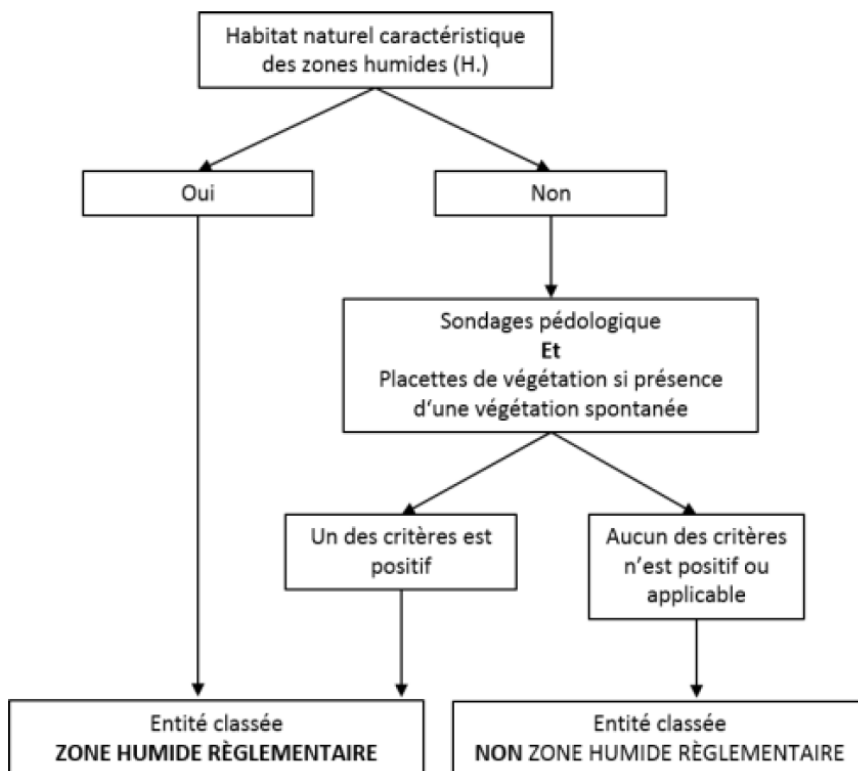 Habitat naturel caractéristique
des zones humides (H.)
Oui
Non
Sondages pédologique
Et
Placettes de végétation si présence
d'une végétation spontanée
Un des critères est
positif
Aucun des critères
n'est positif ou
applicable
Entité classée
ZONE HUMIDE RÈGLEMENTAIRE
Entité classée
NON ZONE HUMIDE RÈGLEMENTAIRE